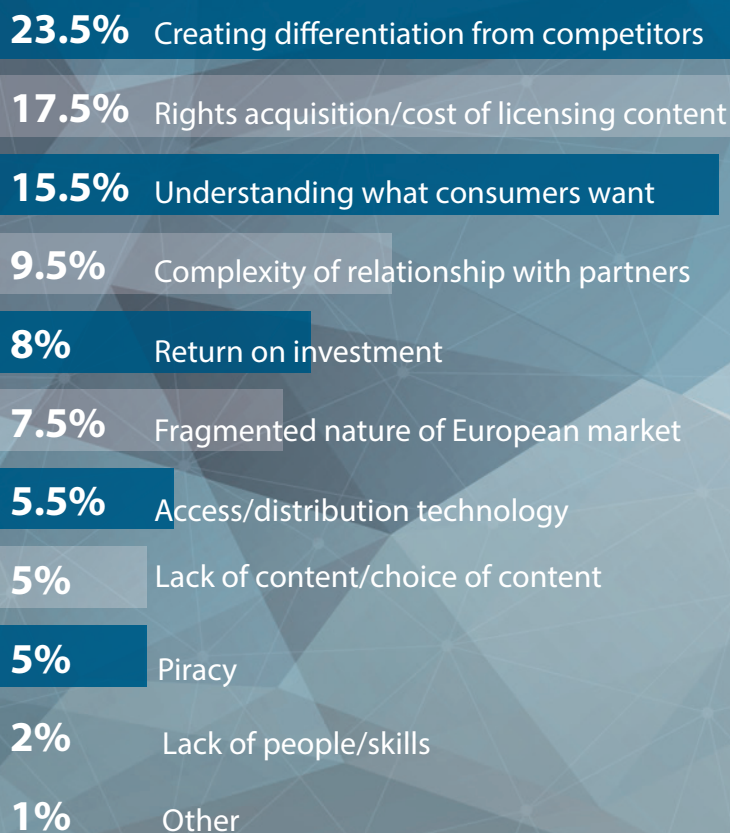 23.5% Creating differentiation from competitors
17.5% Rights acquisition/cost of licensing content
15.5% Understanding what consumers want
9.5% Complexity of relationship with partners
8% Return on investment
7.5% Fragmented nature of European market
5.5% Access/distribution technology
5% Lack of content/choice of content
5% Piracy
2% Lack of people/skills
1% Other